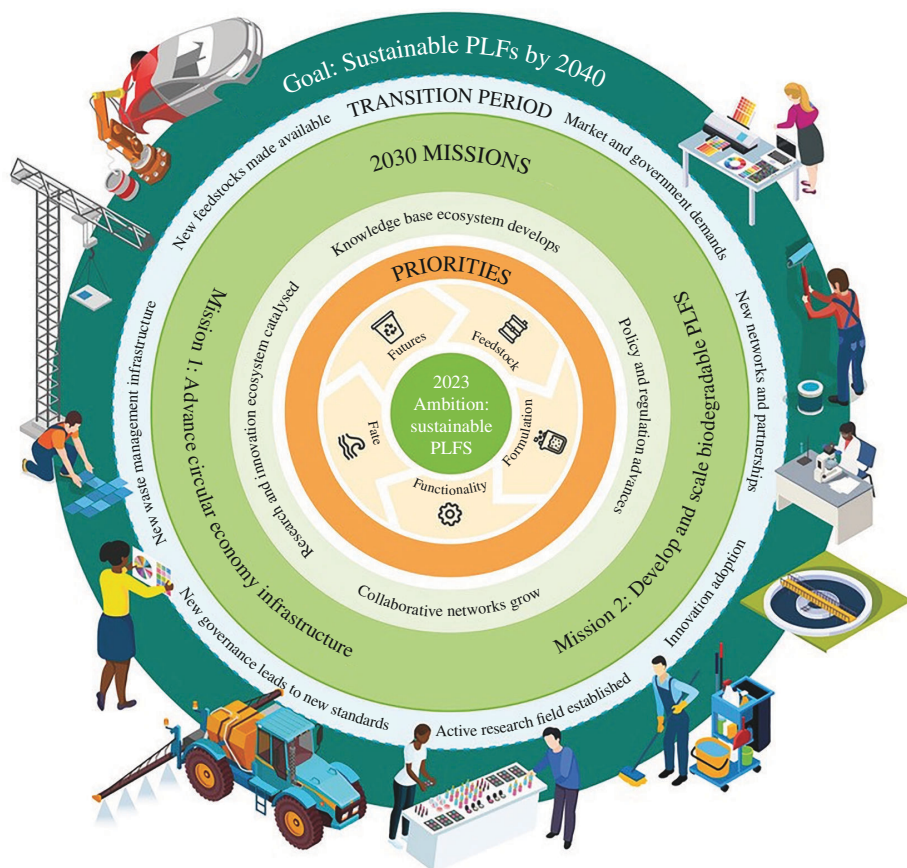 Goal: Sustainable PLFs by 2040
TRANSITION PERIOD
New feedstocks made available
Market and government demands
New waste management infrastructure
New networks and partnerships
New governance leads to new standards
Active research field established
Innovation adoption
2030 MISSIONS
Mission 1: Advance circular economy infrastructure
Mission 2: Develop and scale biodegradable PLFS
Knowledge base ecosystem develops
Research and innovation ecosystem catalysed
Policy and regulation advances
Collaborative networks grow
PRIORITIES
Futures
Feedstock
Fate
Formulation
Functionality
2023
Ambition:
sustainable
PLFS